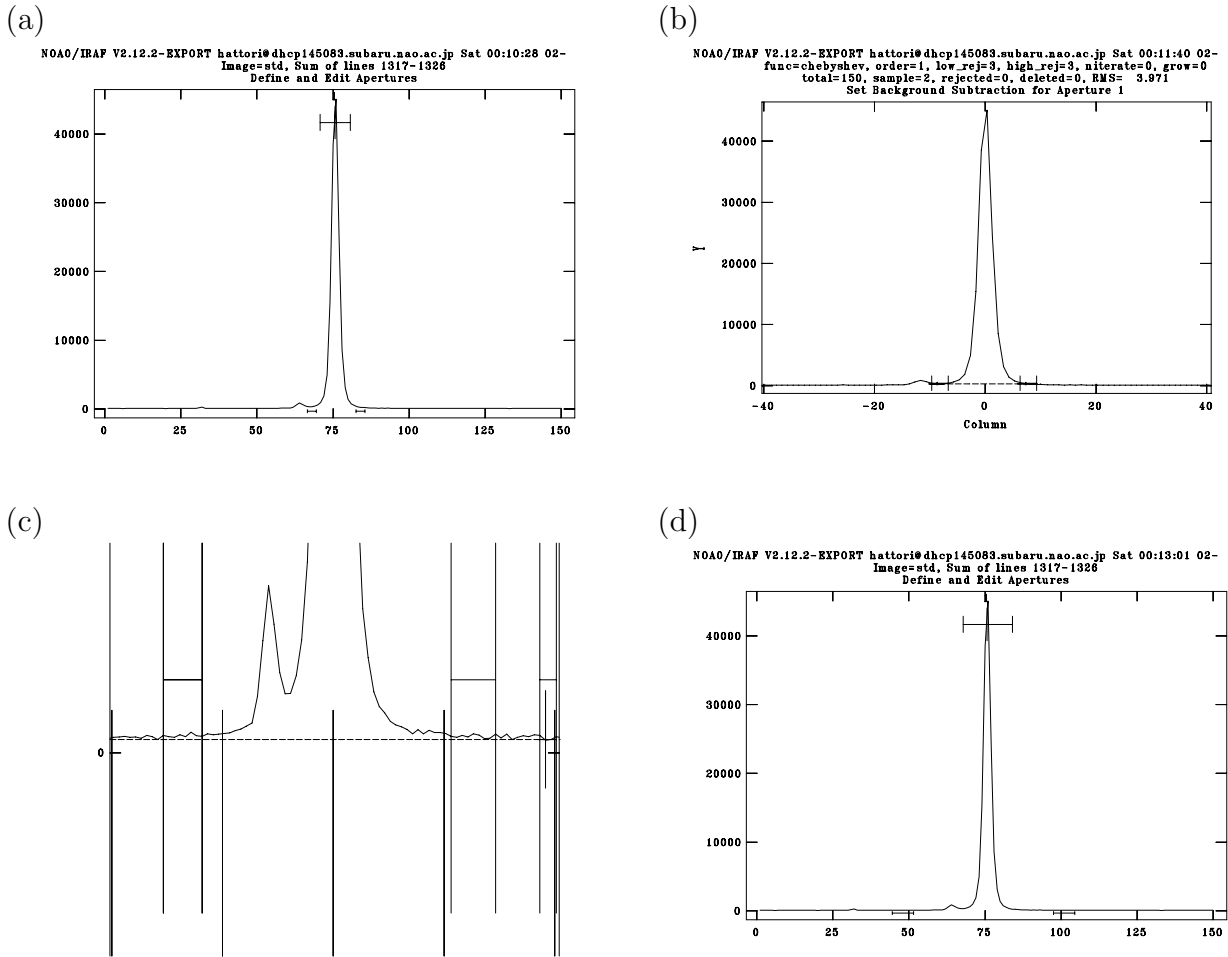 (a)
NOAO/IRAF V2.12.2-EXPORT hattori@dhcp145083.subaru.nao.ac.jp Sat 00:10:28 02-
Image=std, Sum of lines 1317-1326
Define and Edit Apertures
40000
30000
20000
10000
0
0 25 50 75 100 125 150
(b)
NOAO/IRAF V2.12.2-EXPORT hattori@dhcp145083.subaru.nao.ac.jp Sat 00:11:40 02-
func=chebyshev, order=1, low_rej=3, high_rej=3, niterate=0, grow=0
total=150, sample=2, rejected=0, deleted=0, RMS= 3.971
Set Background Subtraction for Aperture 1
40000
30000
Y
20000
10000
0
-40 -20 0 20 40
Column
(c)
0
(d)
NOAO/IRAF V2.12.2-EXPORT hattori@dhcp145083.subaru.nao.ac.jp Sat 00:13:01 02-
Image=std, Sum of lines 1317-1326
Define and Edit Apertures
40000
30000
20000
10000
0
0 25 50 75 100 125 150